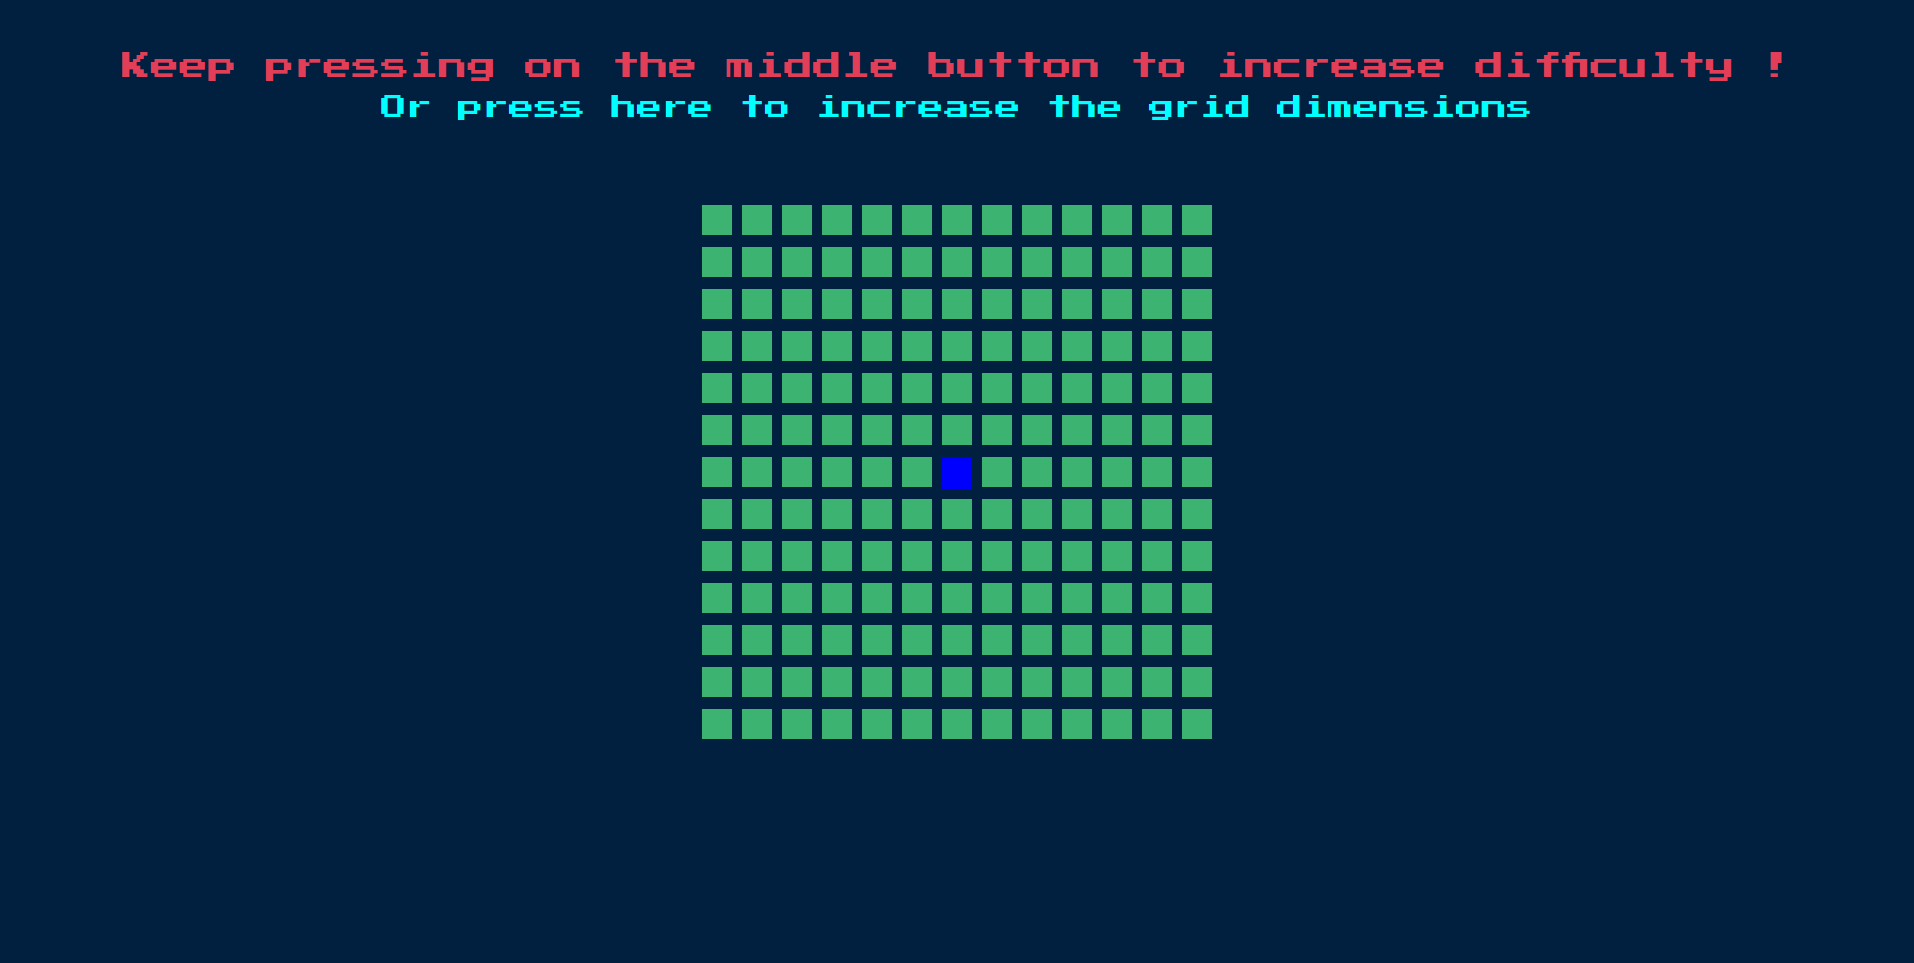 Keep pressing on the middle button to increase difficulty !
Or press here to increase the grid dimensions